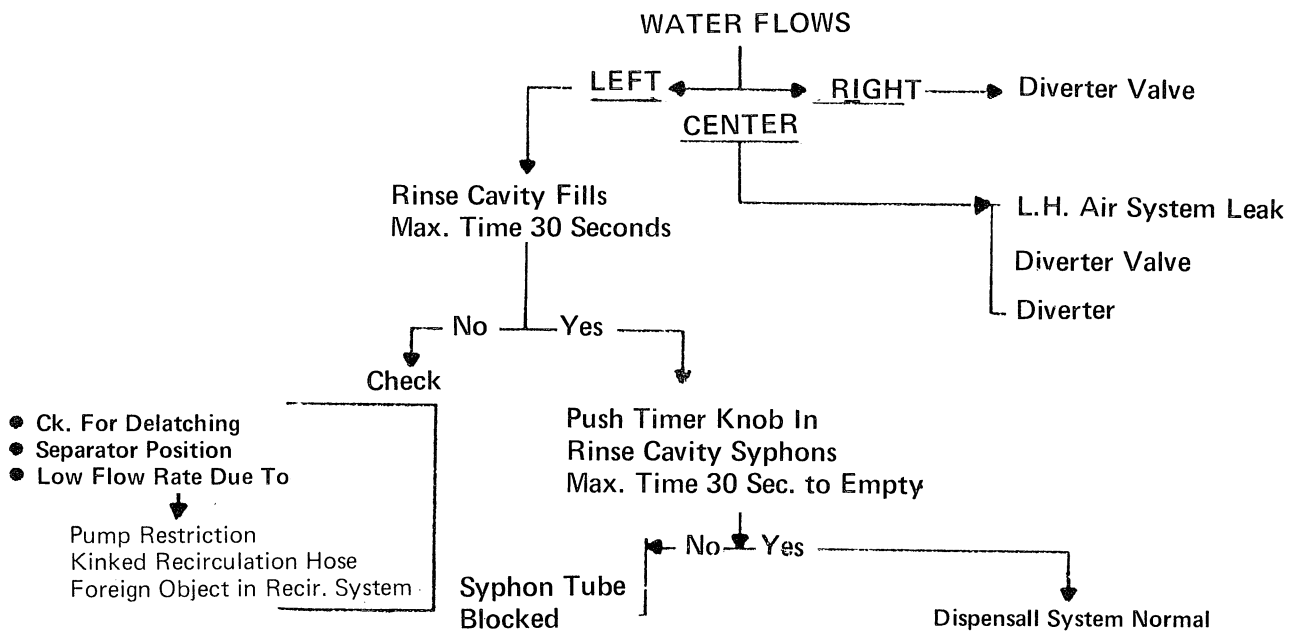 WATER FLOWS
LEFT
RIGHT
Diverter Valve
CENTER
Rinse Cavity Fills
Max. Time 30 Seconds
L.H. Air System Leak
Diverter Valve
Diverter
No
Yes
Check
● Ck. For Delatching
● Separator Position
● Low Flow Rate Due To
Pump Restriction
Kinked Recirculation Hose
Foreign Object in Recir. System
Push Timer Knob In
Rinse Cavity Syphons
Max. Time 30 Sec. to Empty
No
Yes
Syphon Tube
Blocked
Dispensall System Normal